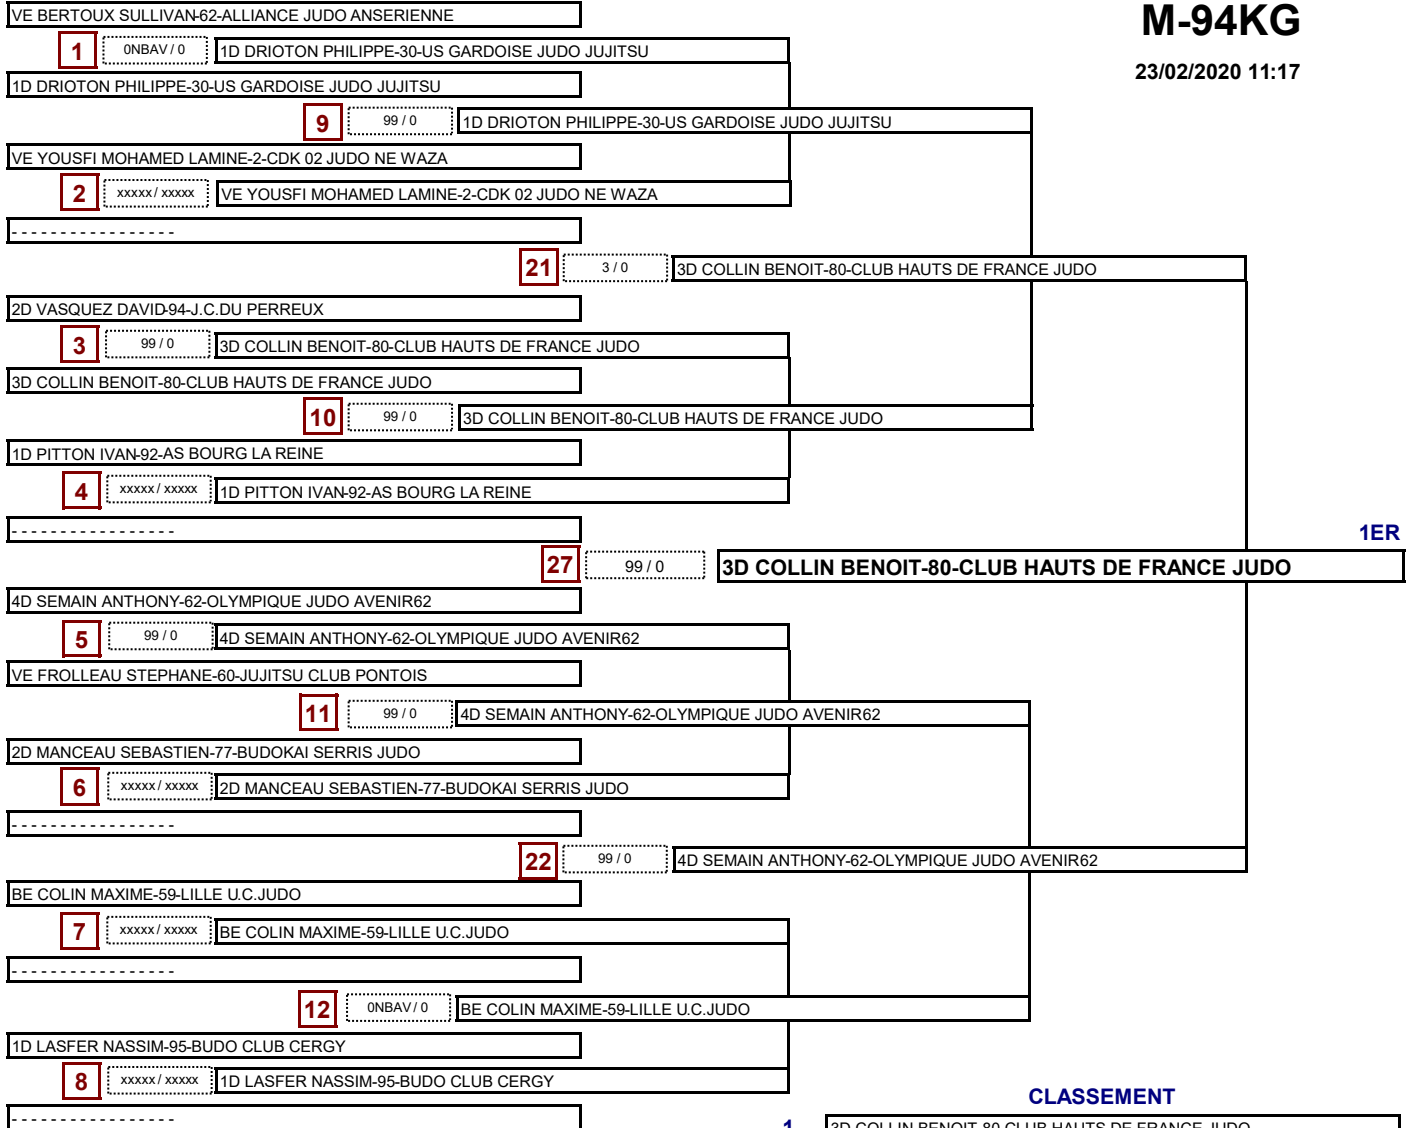 VE BERTOUX SULLIVAN-62-ALLIANCE JUDO ANSERIENNE
M-94KG
1 0NBAV / 0 1D DRIOTON PHILIPPE-30-US GARDOISE JUDO JUJITSU
23/02/2020 11:17
1D DRIOTON PHILIPPE-30-US GARDOISE JUDO JUJITSU
9 99 / 0 1D DRIOTON PHILIPPE-30-US GARDOISE JUDO JUJITSU
VE YOUSFI MOHAMED LAMINE-2-CDK 02 JUDO NE WAZA
2 xxxxx / xxxxx VE YOUSFI MOHAMED LAMINE-2-CDK 02 JUDO NE WAZA
- - - - - - - - - - - - - - - - -
21 3 / 0 3D COLLIN BENOIT-80-CLUB HAUTS DE FRANCE JUDO
2D VASQUEZ DAVID-94-J.C.DU PERREUX
3 99 / 0 3D COLLIN BENOIT-80-CLUB HAUTS DE FRANCE JUDO
3D COLLIN BENOIT-80-CLUB HAUTS DE FRANCE JUDO
10 99 / 0 3D COLLIN BENOIT-80-CLUB HAUTS DE FRANCE JUDO
1D PITTON IVAN-92-AS BOURG LA REINE
4 xxxxx / xxxxx 1D PITTON IVAN-92-AS BOURG LA REINE
- - - - - - - - - - - - - - - - -
1ER
27 99 / 0 3D COLLIN BENOIT-80-CLUB HAUTS DE FRANCE JUDO
4D SEMAIN ANTHONY-62-OLYMPIQUE JUDO AVENIR62
5 99 / 0 4D SEMAIN ANTHONY-62-OLYMPIQUE JUDO AVENIR62
VE FROLLEAU STEPHANE-60-JUJITSU CLUB PONTOIS
11 99 / 0 4D SEMAIN ANTHONY-62-OLYMPIQUE JUDO AVENIR62
2D MANCEAU SEBASTIEN-77-BUDOKAI SERRIS JUDO
6 xxxxx / xxxxx 2D MANCEAU SEBASTIEN-77-BUDOKAI SERRIS JUDO
- - - - - - - - - - - - - - - - -
22 99 / 0 4D SEMAIN ANTHONY-62-OLYMPIQUE JUDO AVENIR62
BE COLIN MAXIME-59-LILLE U.C.JUDO
7 xxxxx / xxxxx BE COLIN MAXIME-59-LILLE U.C.JUDO
- - - - - - - - - - - - - - - - -
12 0NBAV / 0 BE COLIN MAXIME-59-LILLE U.C.JUDO
1D LASFER NASSIM-95-BUDO CLUB CERGY
8 xxxxx / xxxxx 1D LASFER NASSIM-95-BUDO CLUB CERGY
CLASSEMENT
- - - - - - - - - - - - - - - - -
1 3D COLLIN BENOIT-80-CLUB HAUTS DE FRANCE JUDO